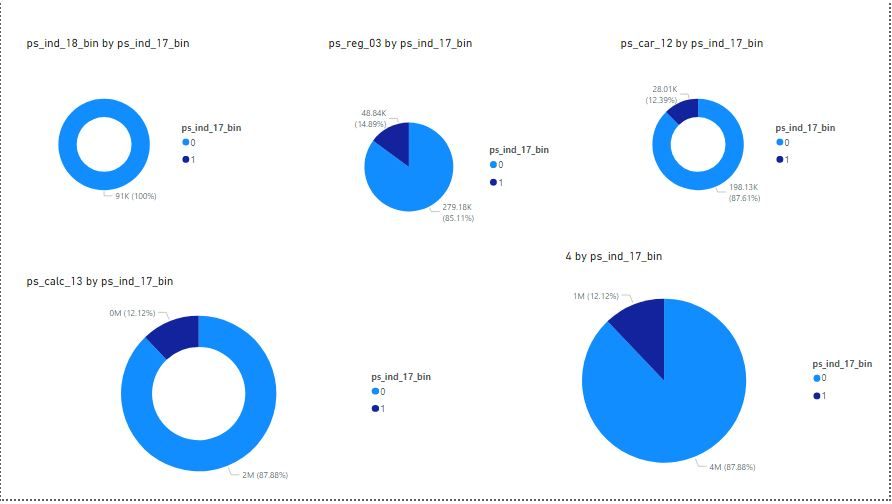 ps_ind_18_bin by ps_ind_17_bin
91K (100%)
ps_ind_17_bin
0
1
ps_reg_03 by ps_ind_17_bin
48.84K
(14.89%)
279.18K
(85.11%)
ps_ind_17_bin
0
1
ps_car_12 by ps_ind_17_bin
28.01K
(12.39%)
198.13K
(87.61%)
ps_ind_17_bin
0
1
ps_calc_13 by ps_ind_17_bin
0M (12.12%)
2M (87.88%)
ps_ind_17_bin
0
1
4 by ps_ind_17_bin
1M (12.12%)
4M (87.88%)
ps_ind_17_bin
0
1